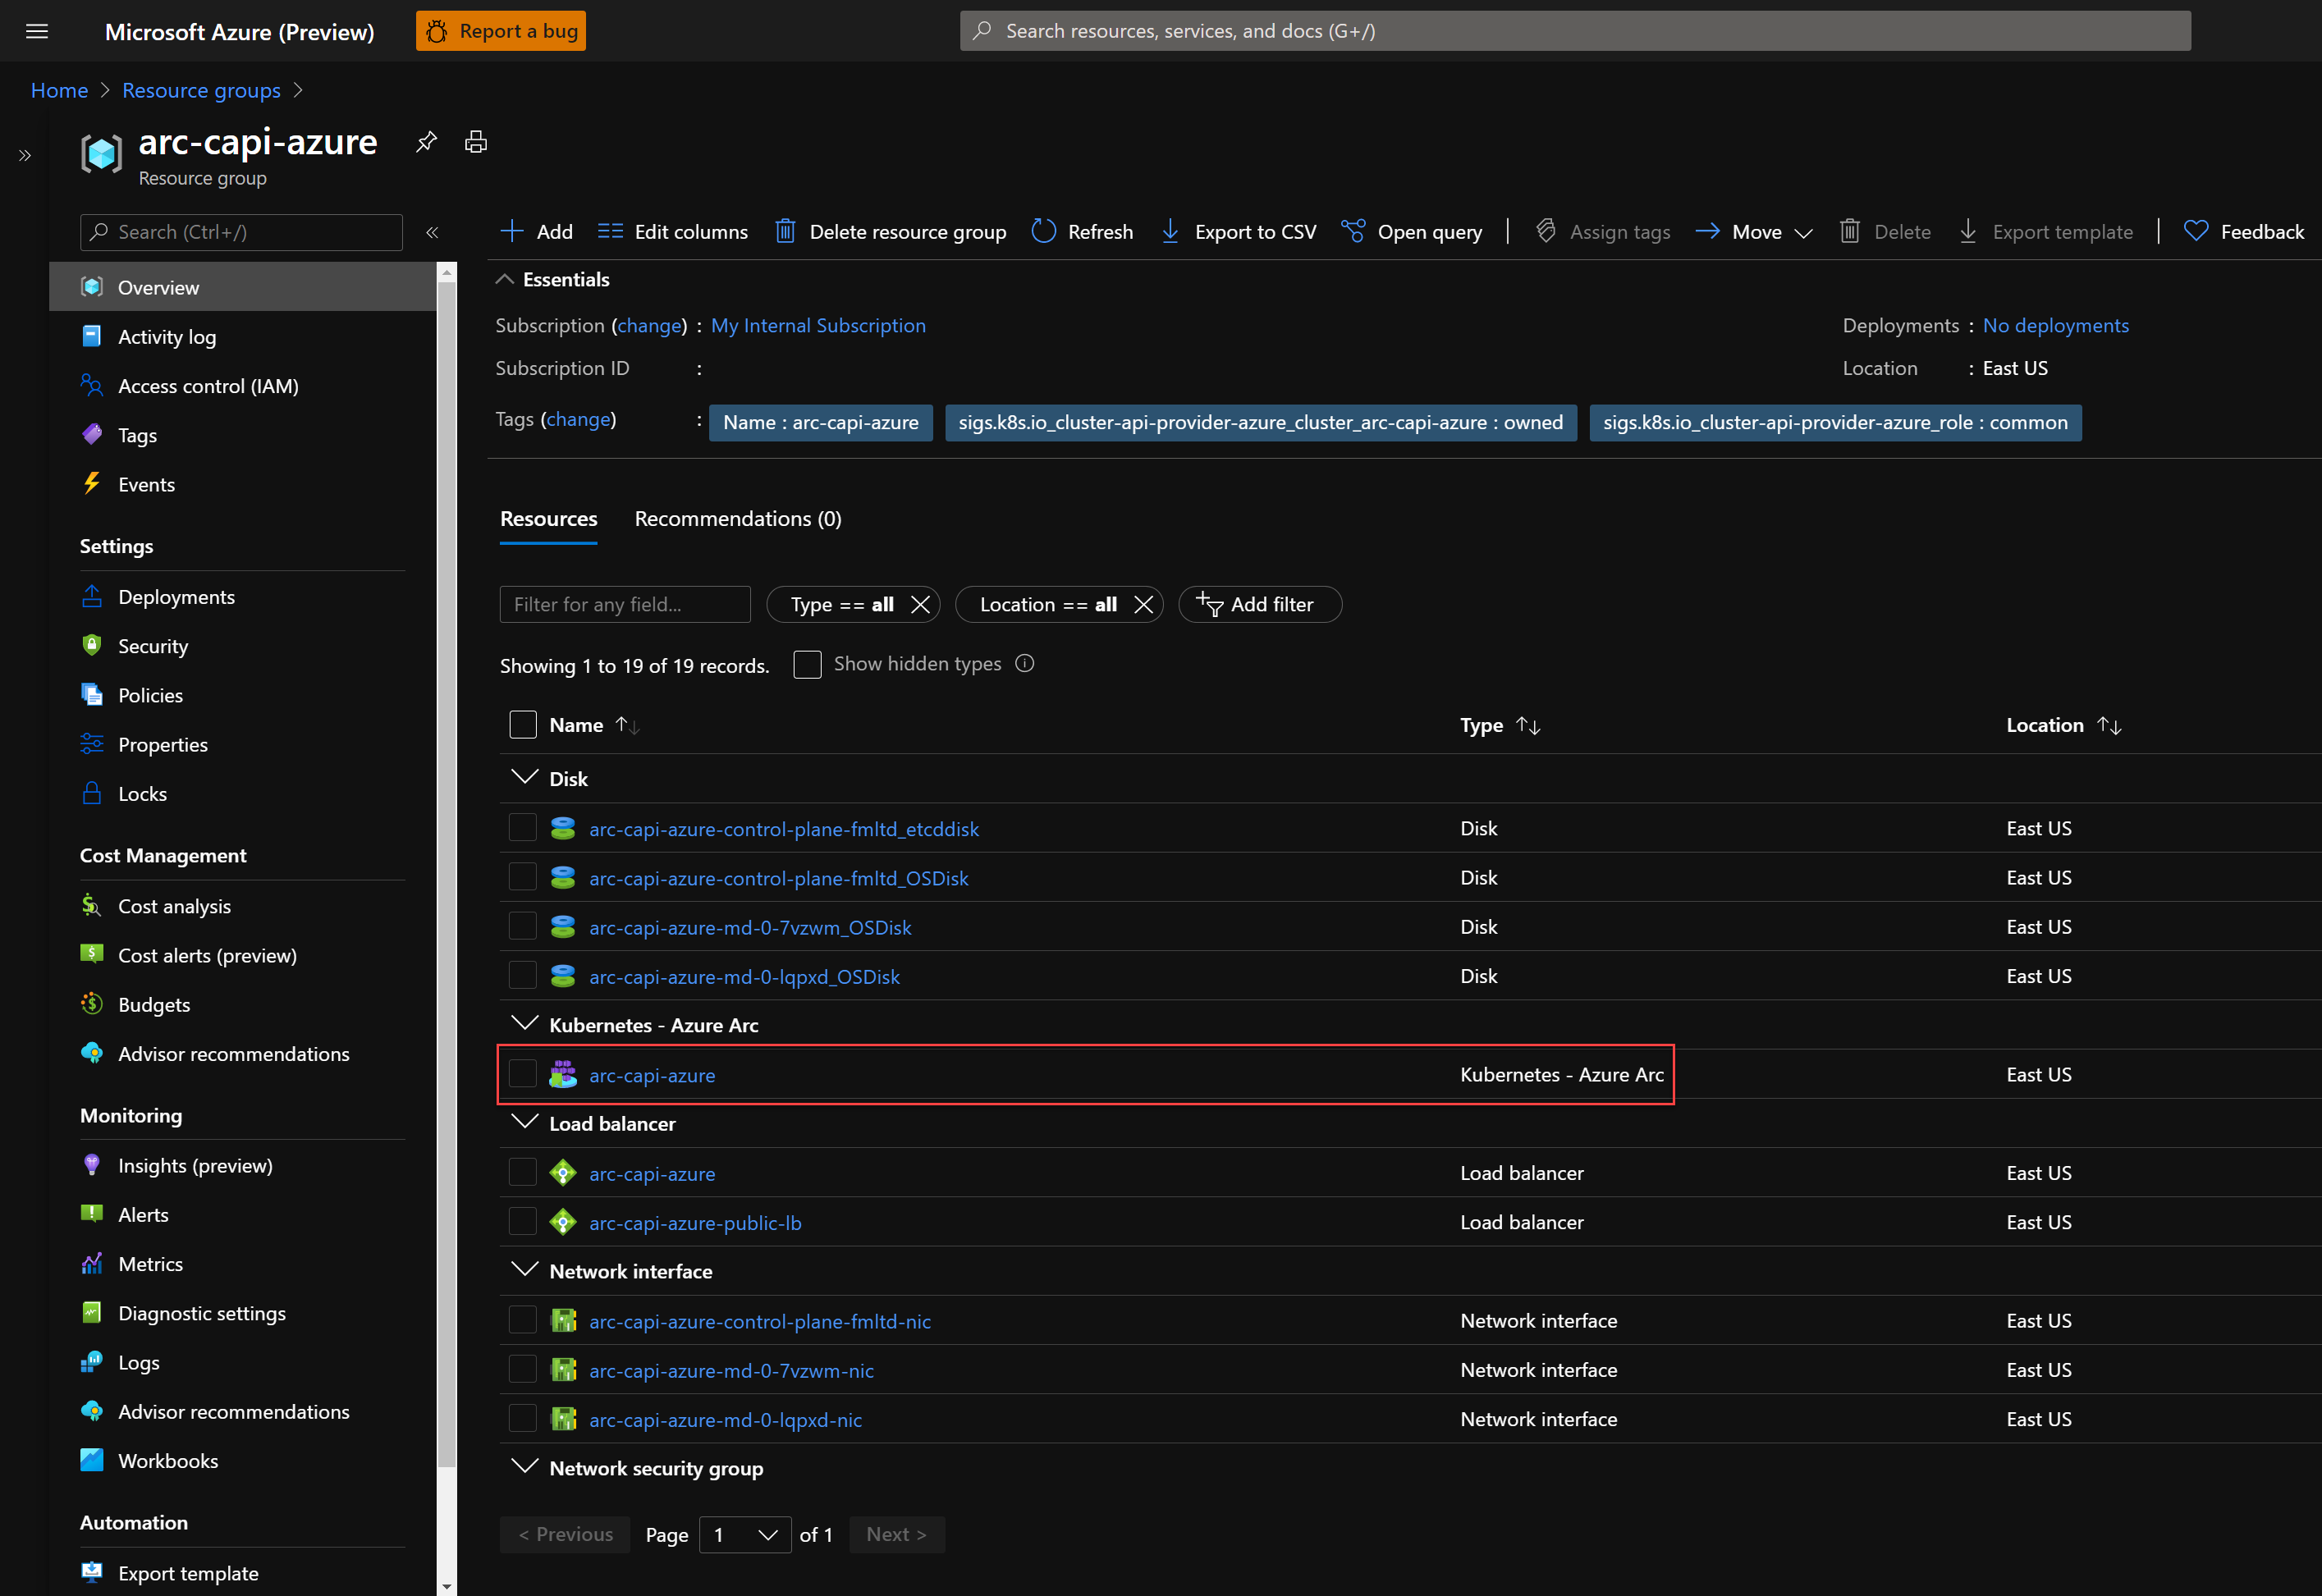 Microsoft Azure (Preview)
Report a bug
Search resources, services, and docs (G+/)
Home > Resource groups >
arc-capi-azure
Resource group
Search (Ctrl+/)
Overview
Activity log
Access control (IAM)
Tags
Events
Settings
Deployments
Security
Policies
Properties
Locks
Cost Management
Cost analysis
Cost alerts (preview)
Budgets
Advisor recommendations
Monitoring
Insights (preview)
Alerts
Metrics
Diagnostic settings
Logs
Advisor recommendations
Workbooks
Automation
Export template
Add Edit columns Delete resource group Refresh Export to CSV Open query Assign tags Move Delete Export template Feedback
Essentials
Subscription (change) : My Internal Subscription
Deployments : No deployments
Subscription ID :
Location : East US
Tags (change) : Name : arc-capi-azure sigs.k8s.io_cluster-api-provider-azure_cluster_arc-capi-azure : owned sigs.k8s.io_cluster-api-provider-azure_role : common
Resources Recommendations (0)
Filter for any field... Type == all Location == all Add filter
Showing 1 to 19 of 19 records. Show hidden types
Name Type Location
Disk
arc-capi-azure-control-plane-fmltd_etcddisk Disk East US
arc-capi-azure-control-plane-fmltd_OSDisk Disk East US
arc-capi-azure-md-0-7vzwm_OSDisk Disk East US
arc-capi-azure-md-0-lqpxd_OSDisk Disk East US
Kubernetes - Azure Arc
arc-capi-azure Kubernetes - Azure Arc East US
Load balancer
arc-capi-azure Load balancer East US
arc-capi-azure-public-lb Load balancer East US
Network interface
arc-capi-azure-control-plane-fmltd-nic Network interface East US
arc-capi-azure-md-0-7vzwm-nic Network interface East US
arc-capi-azure-md-0-lqpxd-nic Network interface East US
Network security group
< Previous Page 1 of 1 Next >